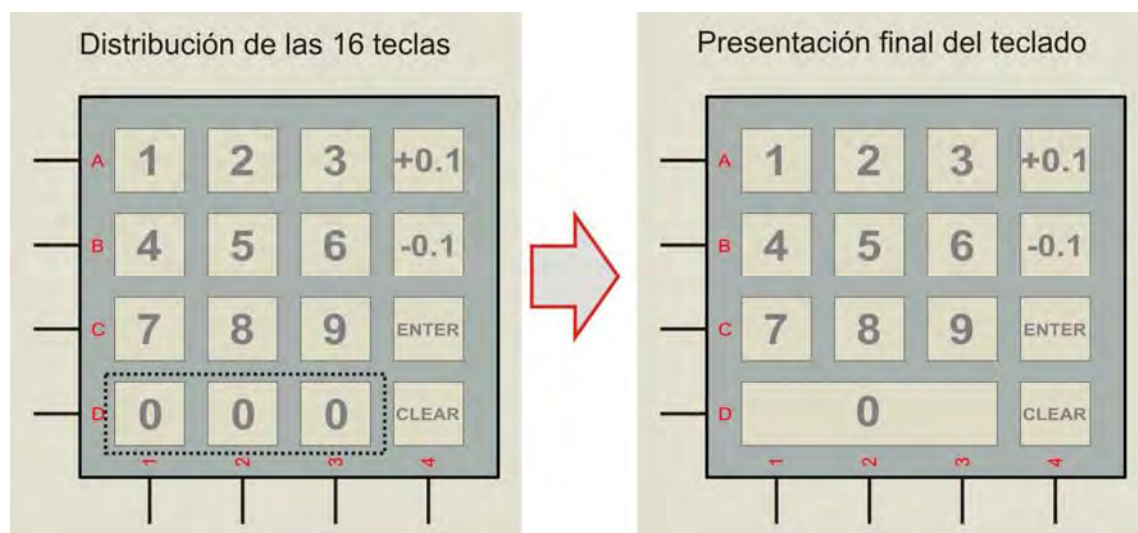 Distribución de las 16 teclas
A 1 2 3 +0.1
B 4 5 6 -0.1
C 7 8 9 ENTER
D 0 0 0 CLEAR
1 2 3 4
Presentación final del teclado
A 1 2 3 +0.1
B 4 5 6 -0.1
C 7 8 9 ENTER
D 0 CLEAR
1 2 3 4